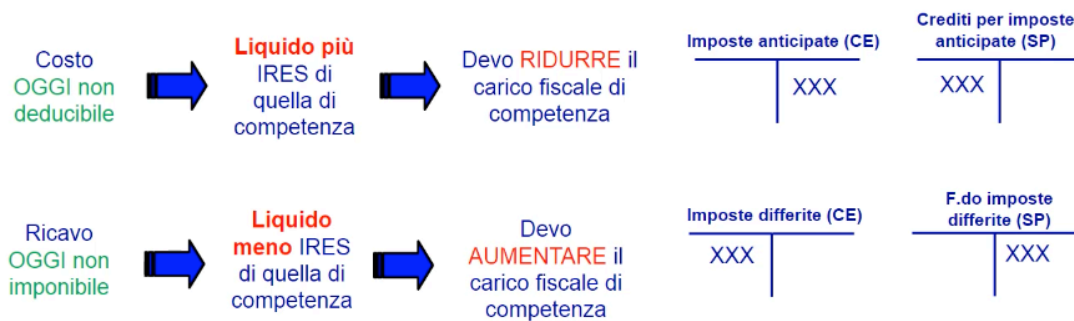 Costo
OGGI non
deducibile
Liquido più
IRES di
quella di
competenza
Devo RIDURRE il
carico fiscale di
competenza
Imposte anticipate (CE)
XXX
Crediti per imposte
anticipate (SP)
XXX
Ricavo
OGGI non
imponibile
Liquido
meno IRES
di quella di
competenza
Devo
AUMENTARE il
carico fiscale di
competenza
Imposte differite (CE)
XXX
F.do imposte
differite (SP)
XXX